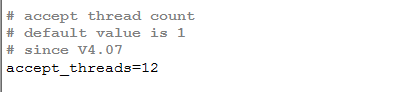 # accept thread count
# default value is 1
# since V4.07
accept_threads=12